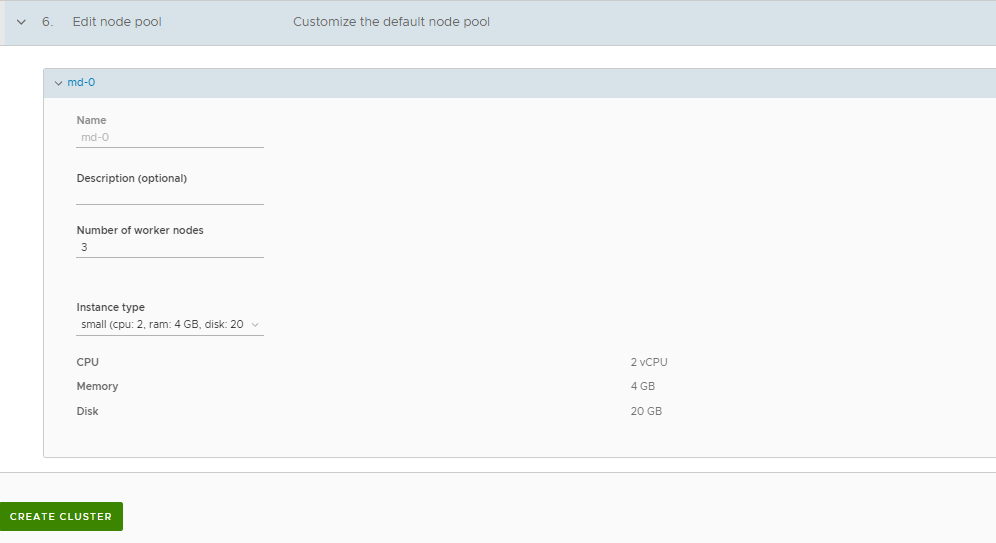 6. Edit node pool Customize the default node pool
md-0
Name
md-0
Description (optional)
Number of worker nodes
3
Instance type
small (cpu: 2, ram: 4 GB, disk: 20
CPU 2 vCPU
Memory 4 GB
Disk 20 GB
CREATE CLUSTER